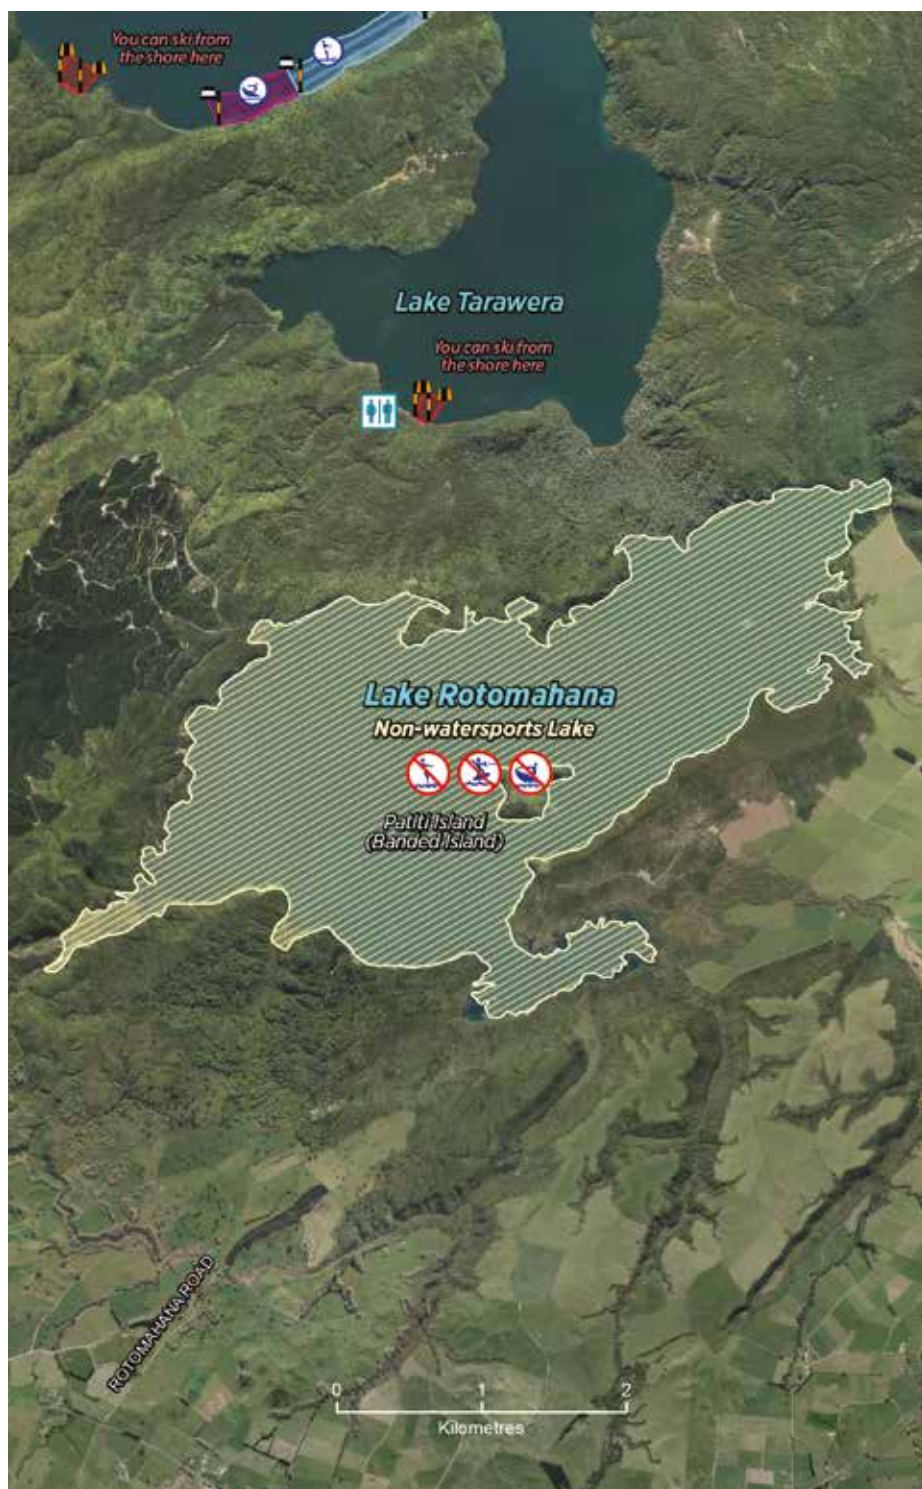 You can ski from
the shore here
Lake Tarawera
You can ski from
the shore here
Lake Rotomahana
Non-watersports Lake
Patiti Island
(Banded Island)
ROTOMAHANA ROAD
0 1 2
Kilometres